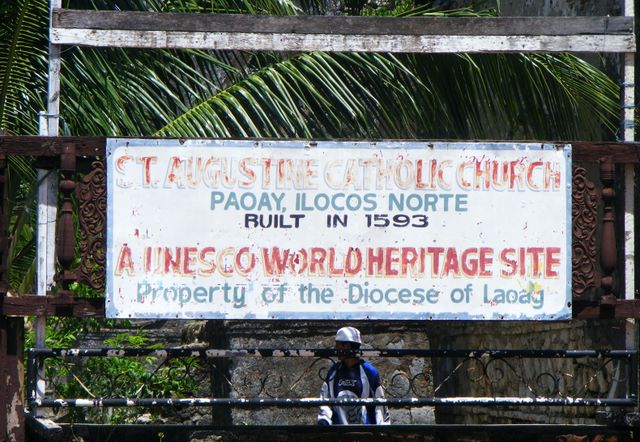 ST. AUGUSTINE CATHOLIC CHURCH
PAOAY, ILOCOS NORTE
BUILT IN 1593
A UNESCO WORLD HERITAGE SITE
Property of the Diocese of Laoag